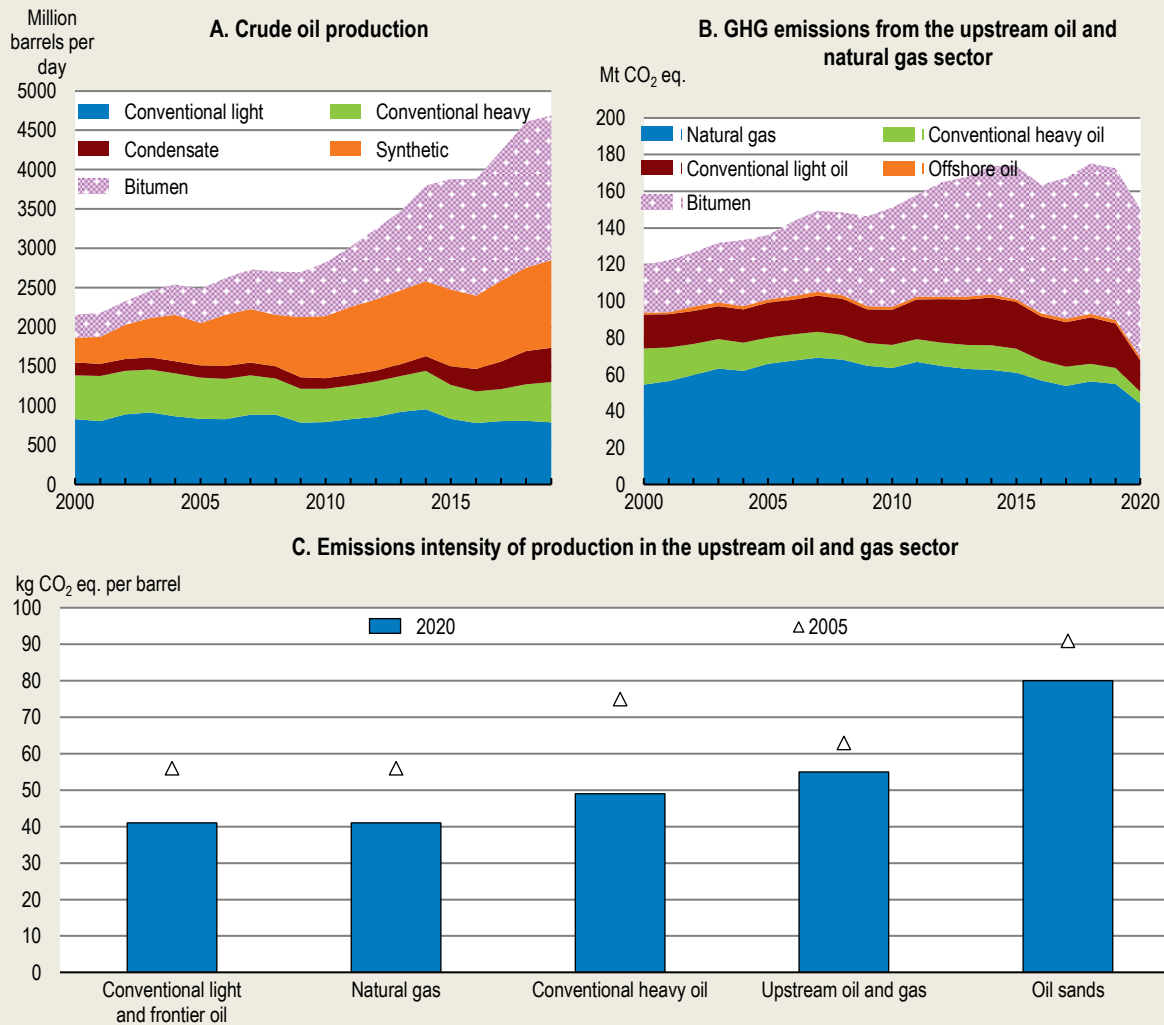 A. Crude oil production
Million
barrels per
day
5000
4500
4000
3500
3000
2500
2000
1500
1000
500
0
Conventional light
Conventional heavy
Condensate
Synthetic
Bitumen
2000
2005
2010
2015
B. GHG emissions from the upstream oil and
natural gas sector
Mt CO₂ eq.
200
180
160
140
120
100
80
60
40
20
0
Natural gas
Conventional heavy oil
Conventional light oil
Offshore oil
Bitumen
2000
2005
2010
2015
2020
C. Emissions intensity of production in the upstream oil and gas sector
kg CO₂ eq. per barrel
100
90
80
70
60
50
40
30
20
10
0
2020
2005
Conventional light
and frontier oil
Natural gas
Conventional heavy oil
Upstream oil and gas
Oil sands